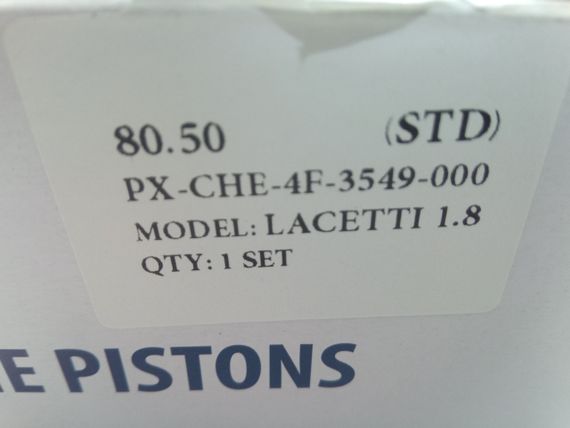 80.50 (STD)
PX-CHE-4F-3549-000
MODEL: LACETTI 1.8
QTY: 1 SET
PISTONS